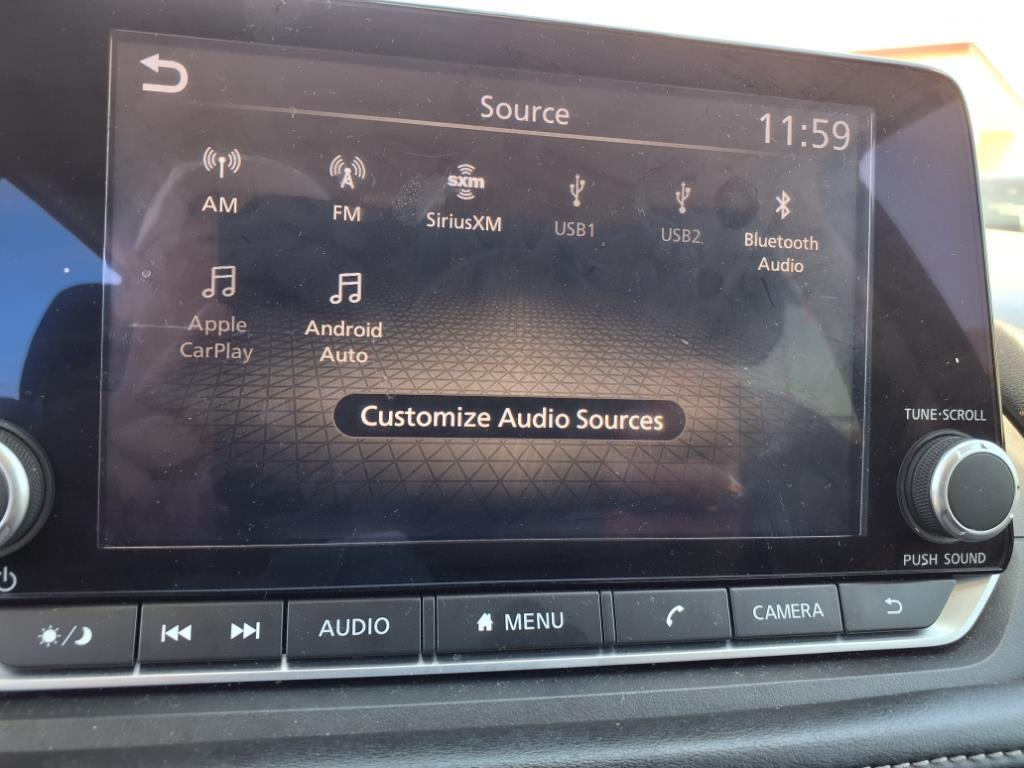 Source
11:59
AM
FM
sxm
SiriusXM
USB1
USB2
Bluetooth
Audio
Apple
CarPlay
Android
Auto
Customize Audio Sources
TUNE·SCROLL
PUSH SOUND
AUDIO
MENU
CAMERA